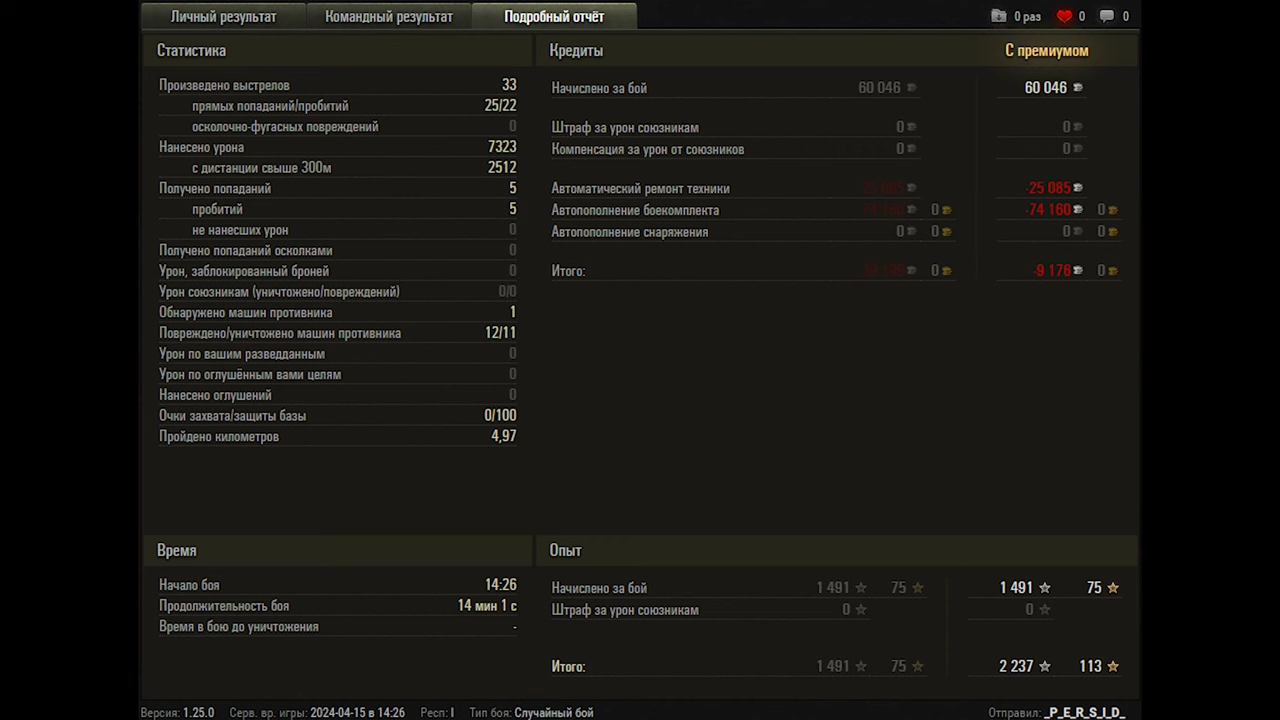 Личный результат Командный результат Подробный отчёт 0 раз 0 0
Статистика
Произведено выстрелов 33
прямых попаданий/пробитий 25/22
осколочно-фугасных повреждений 0
Нанесено урона 7323
с дистанции свыше 300м 2512
Получено попаданий 5
пробитий 5
не нанесших урон 0
Получено попаданий осколками 0
Урон, заблокированный броней 0
Урон союзникам (уничтожено/повреждений) 0/0
Обнаружено машин противника 1
Повреждено/уничтожено машин противника 12/11
Урон по вашим разведданным 0
Урон по оглушённым вами целям 0
Нанесено оглушений 0
Очки захвата/защиты базы 0/100
Пройдено километров 4,97
Кредиты С премиумом
Начислено за бой 60 046 60 046
Штраф за урон союзникам 0 0
Компенсация за урон от союзников 0 0
Автоматический ремонт техники -25 085 -25 085
Автопополнение боекомплекта -74 160 0 -74 160 0
Автопополнение снаряжения 0 0 0 0
Итого: 0 -9 176 0
Время
Начало боя 14:26
Продолжительность боя 14 мин 1 с
Время в бою до уничтожения -
Опыт
Начислено за бой 1 491 75 1 491 75
Штраф за урон союзникам 0 0
Итого: 1 491 75 2 237 113
Версия: 1.25.0 Серв. вр. игры: 2024-04-15 в 14:26 Респ: I Тип боя: Случайный бой Отправил: _P_E_R_S_I_D_